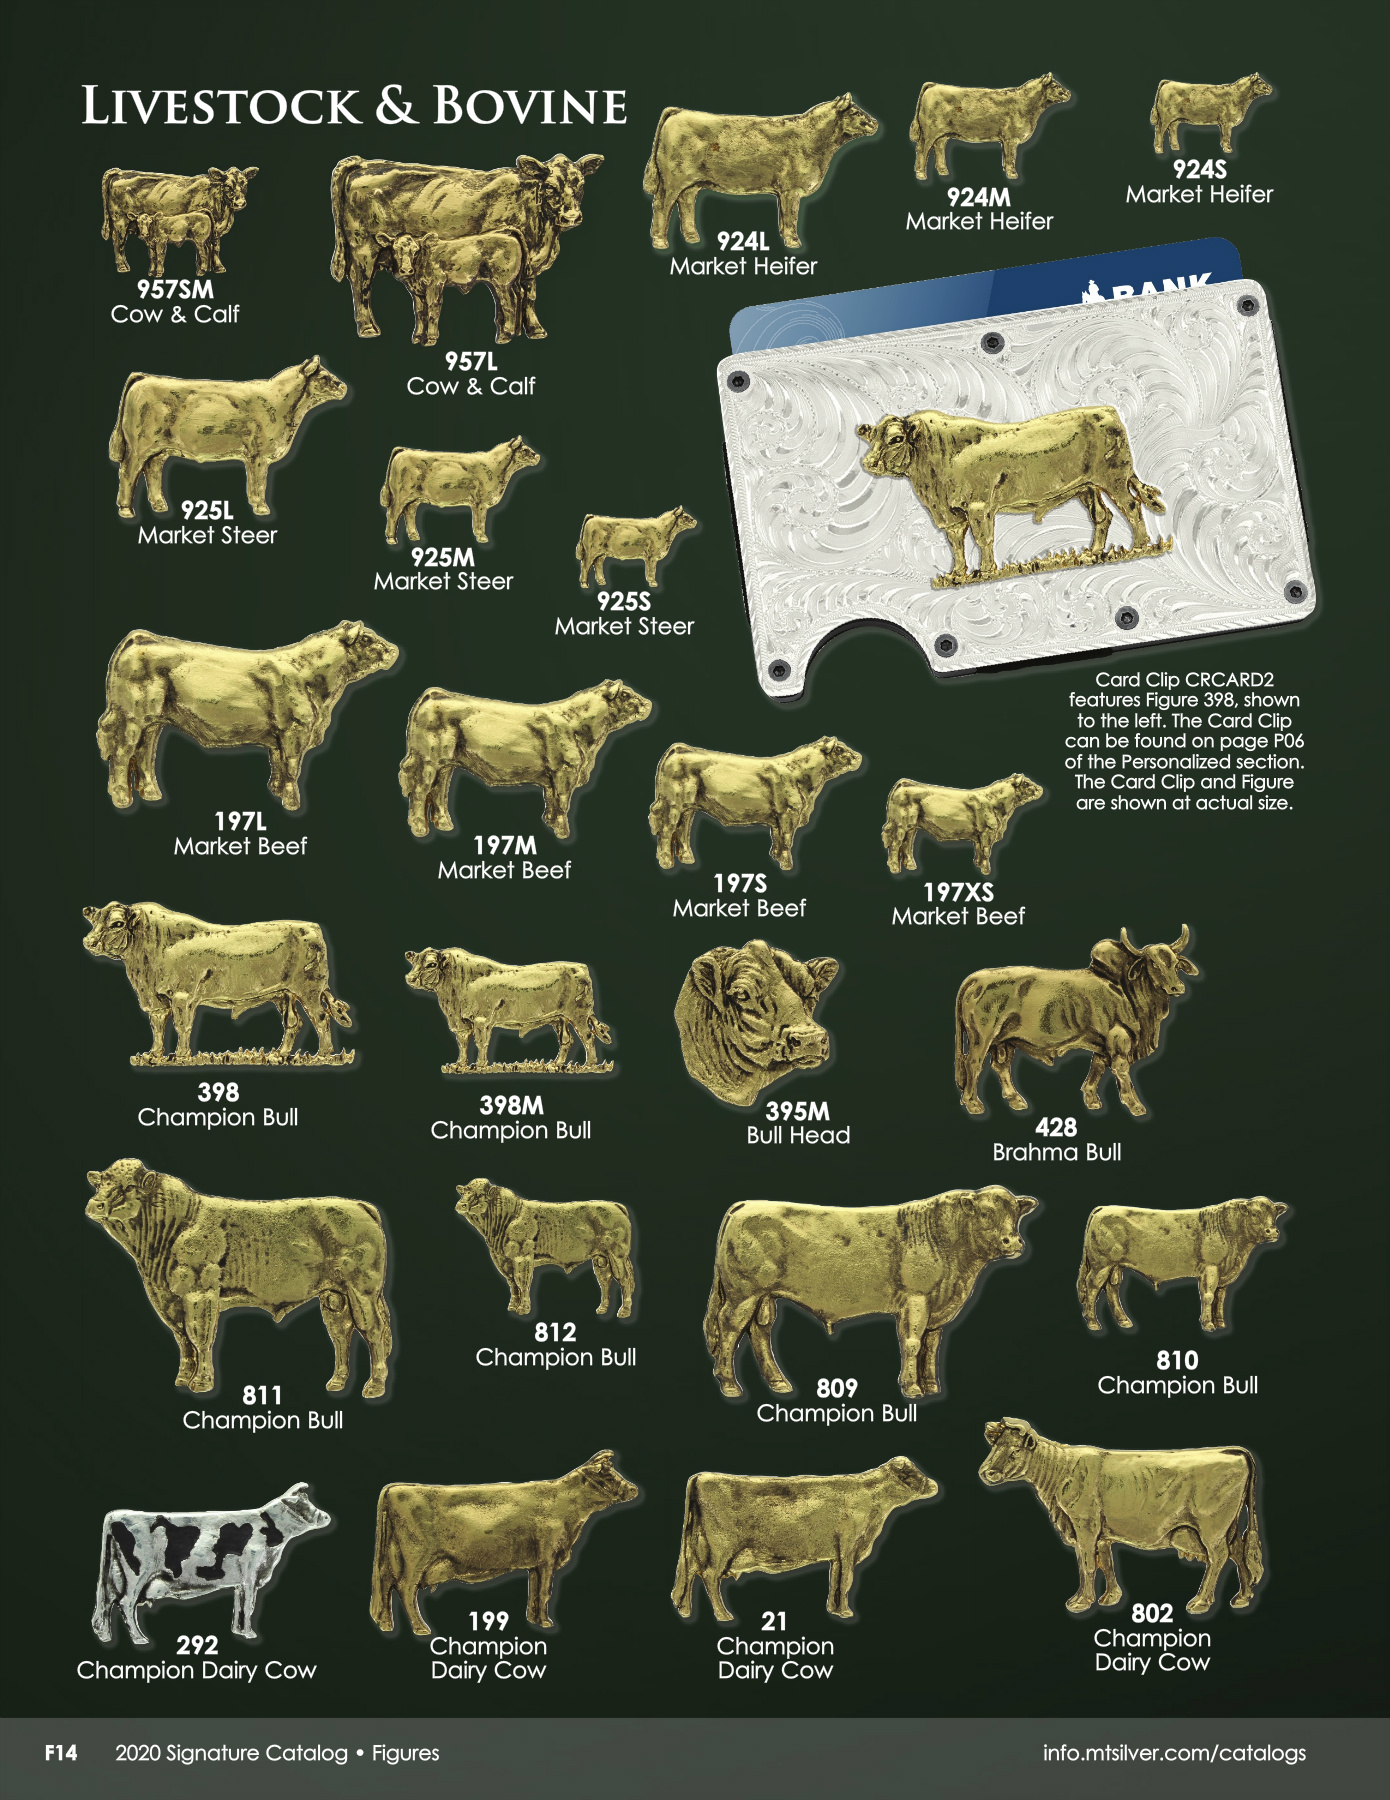 LIVESTOCK & BOVINE
924S
Market Heifer
924M
Market Heifer
924L
Market Heifer
957SM
Cow & Calf
957L
Cow & Calf
BANK
925L
Market Steer
925M
Market Steer
925S
Market Steer
Card Clip CRCARD2
features Figure 398, shown
to the left. The Card Clip
can be found on page P06
of the Personalized section.
The Card Clip and Figure
are shown at actual size.
197L
Market Beef
197M
Market Beef
197S
Market Beef
197XS
Market Beef
398
Champion Bull
398M
Champion Bull
395M
Bull Head
428
Brahma Bull
811
Champion Bull
812
Champion Bull
809
Champion Bull
810
Champion Bull
292
Champion Dairy Cow
199
Champion
Dairy Cow
21
Champion
Dairy Cow
802
Champion
Dairy Cow
F14 2020 Signature Catalog • Figures info.mtsilver.com/catalogs